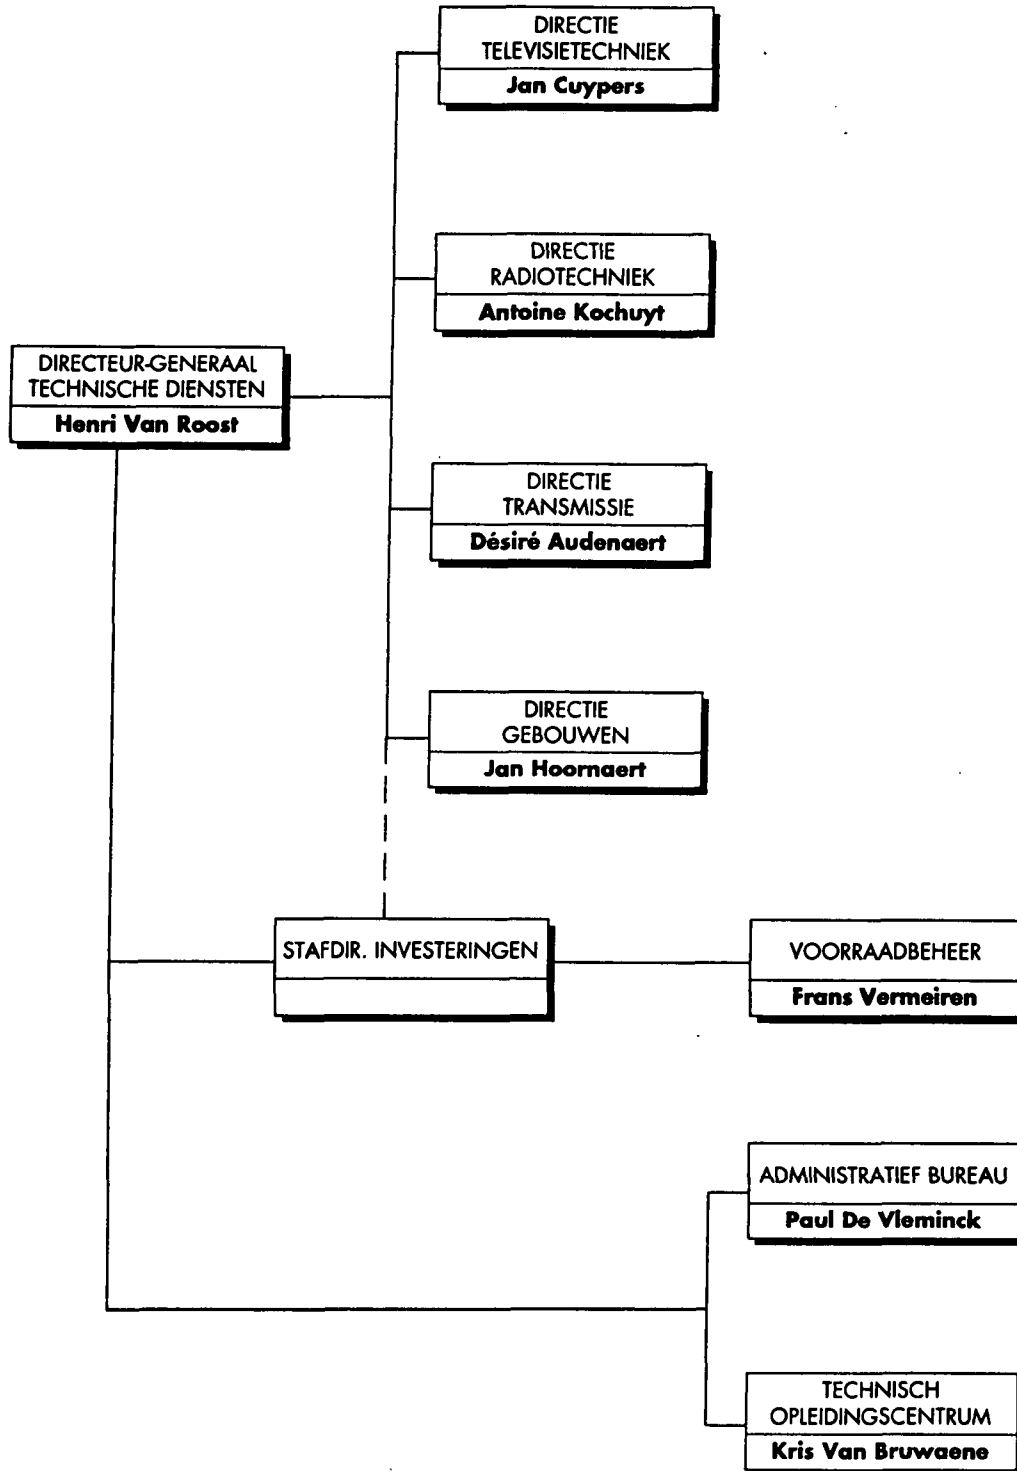 DIRECTIE
TELEVISIETECHNIEK
Jan Cuypers
DIRECTIE
RADIOTECHNIEK
Antoine Kochuyt
DIRECTEUR-GENERAAL
TECHNISCHE DIENSTEN
Henri Van Roost
DIRECTIE
TRANSMISSIE
Désiré Audenaert
DIRECTIE
GEBOUWEN
Jan Hoornaert
STAFDIR. INVESTERINGEN
VOORRAADBEHEER
Frans Vermeiren
ADMINISTRATIEF BUREAU
Paul De Vleminck
TECHNISCH
OPLEIDINGSCENTRUM
Kris Van Bruwaene